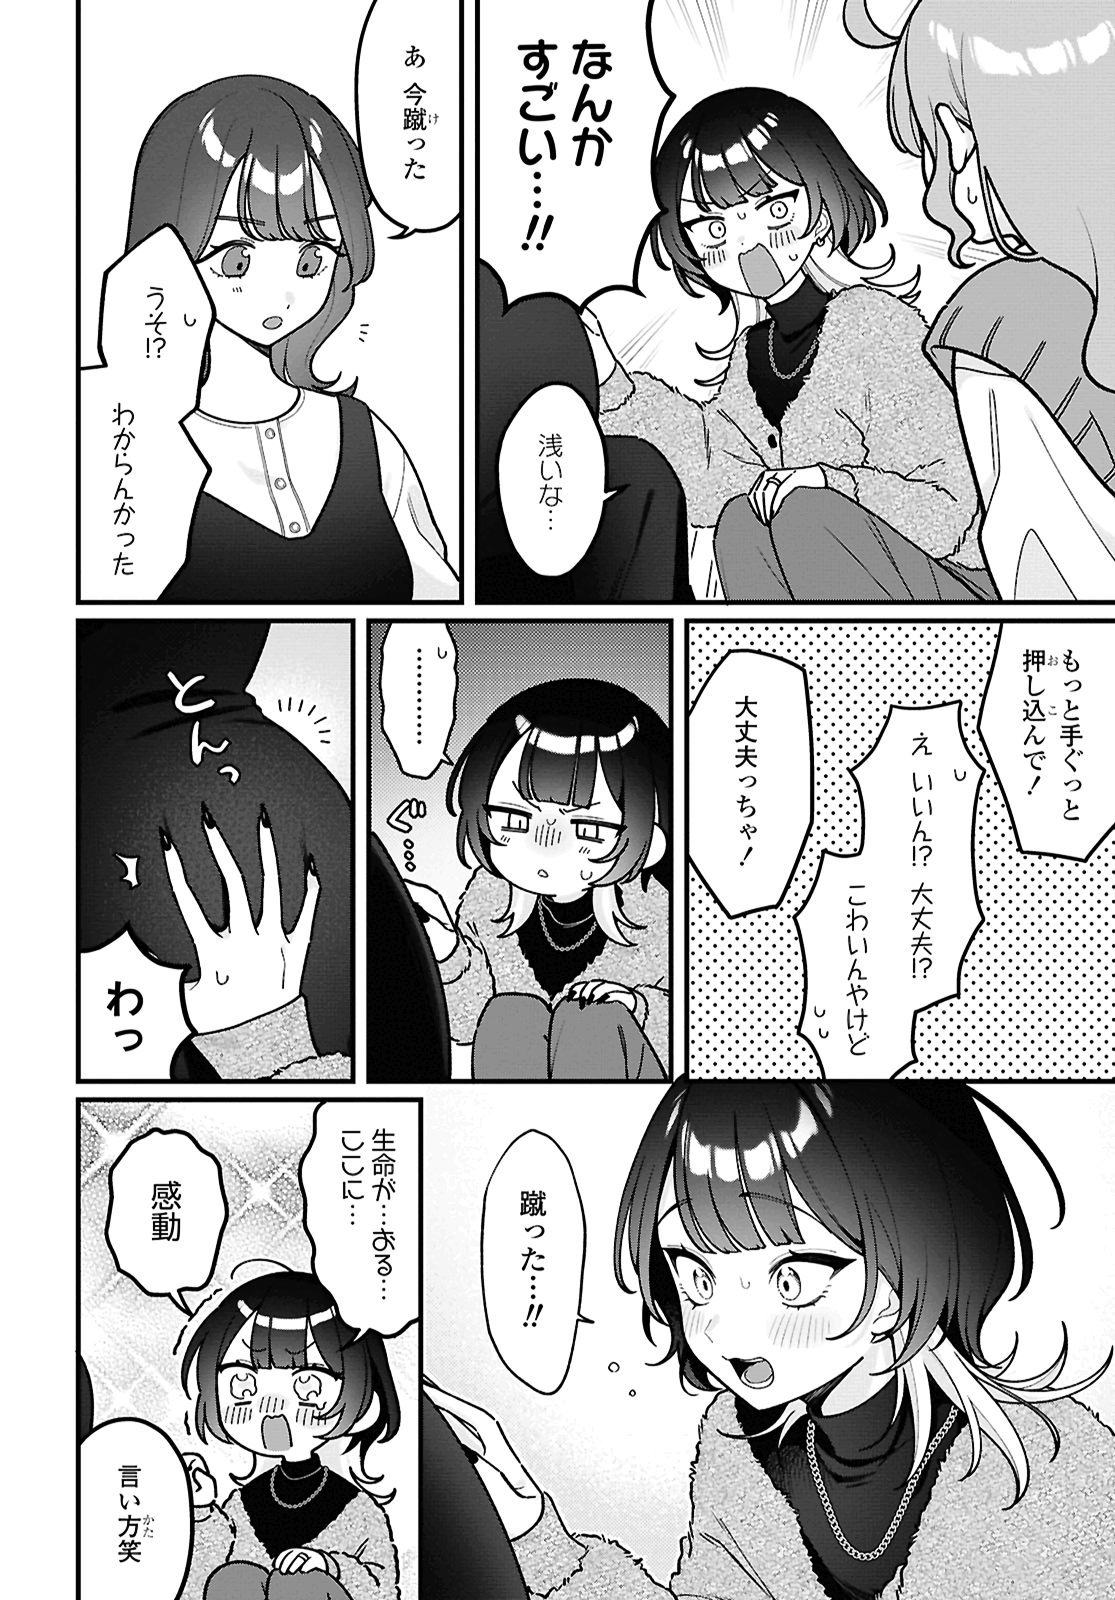 なんか
すごい…‼
浅いな…
あ 今蹴った
うそ⁉
わからんかった
もっと手ぐっと
押し込んで！
え いいん⁉ 大丈夫⁉
こわいんやけど
大丈夫っちゃ！
…………
ぐ…
とんっ
わっ
蹴った…‼
生命が…おる…
ここに…
感動
言い方笑